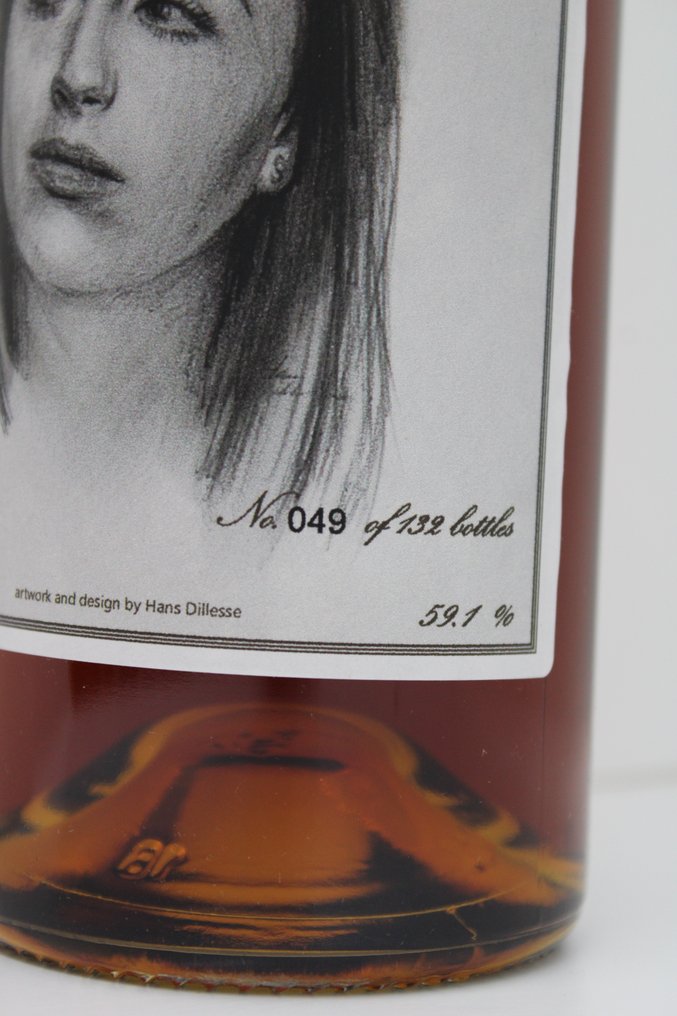 No. 049 of 132 bottles
artwork and design by Hans Dillesse
59.1 %